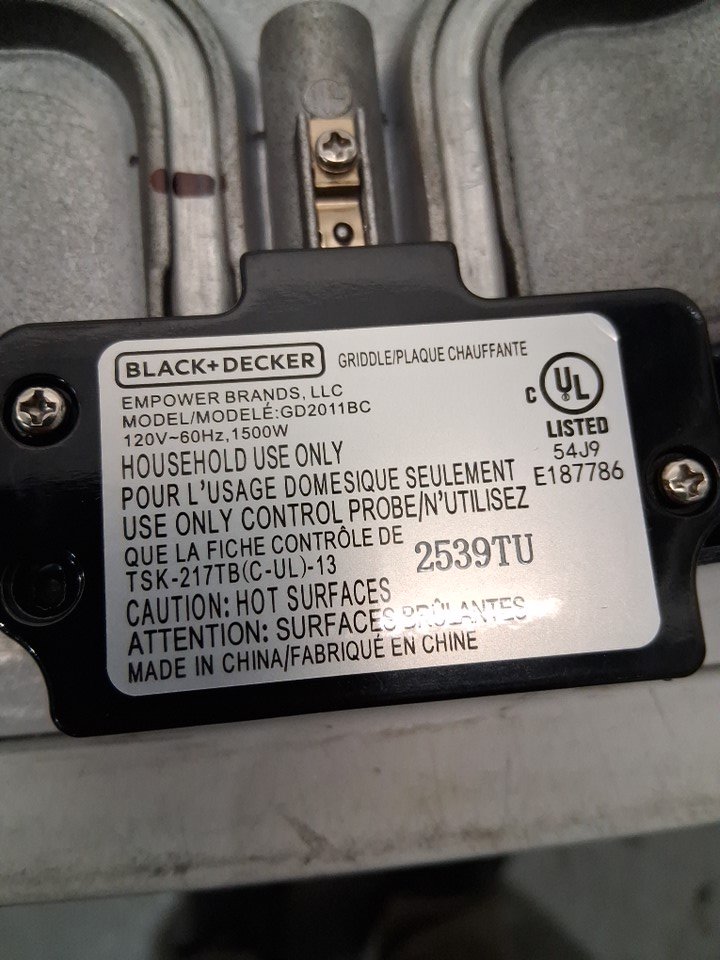 BLACK+DECKER
GRIDDLE/PLAQUE CHAUFFANTE
EMPOWER BRANDS, LLC
MODEL/MODELÉ:GD2011BC
120V~60Hz,1500W
C UL
LISTED
54J9
E187786
HOUSEHOLD USE ONLY
POUR L'USAGE DOMESIQUE SEULEMENT
USE ONLY CONTROL PROBE/N'UTILISEZ
QUE LA FICHE CONTRÔLE DE
TSK-217TB(C-UL)-13
2539TU
CAUTION: HOT SURFACES
ATTENTION: SURFACES BRÛLANTES
MADE IN CHINA/FABRIQUÉ EN CHINE